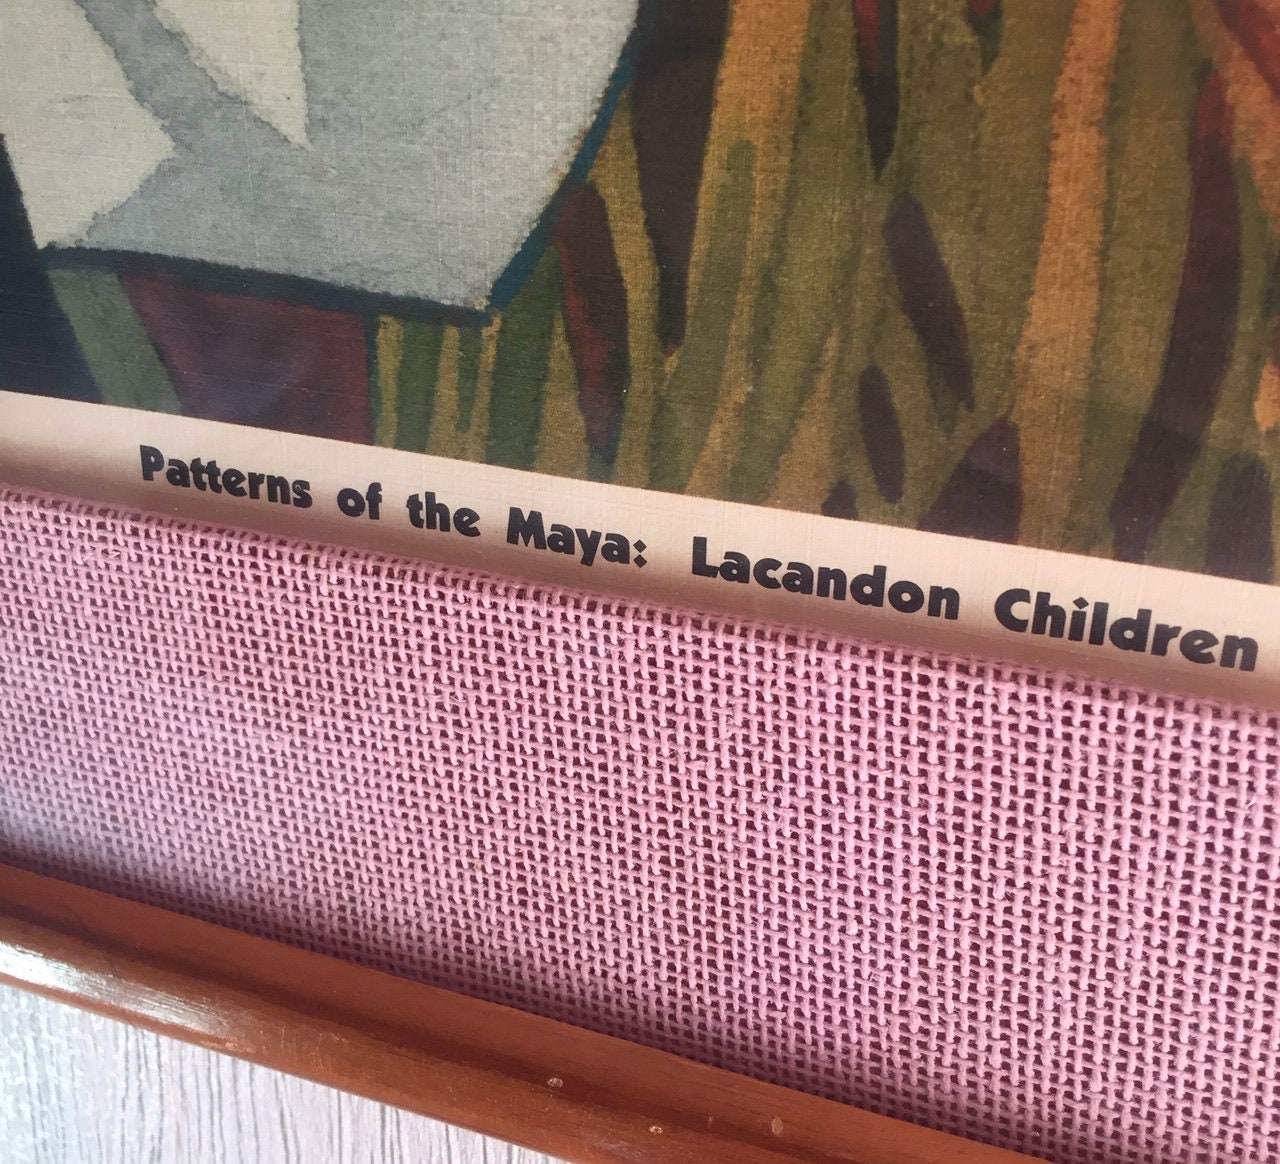 Patterns of the Maya: Lacandon Children